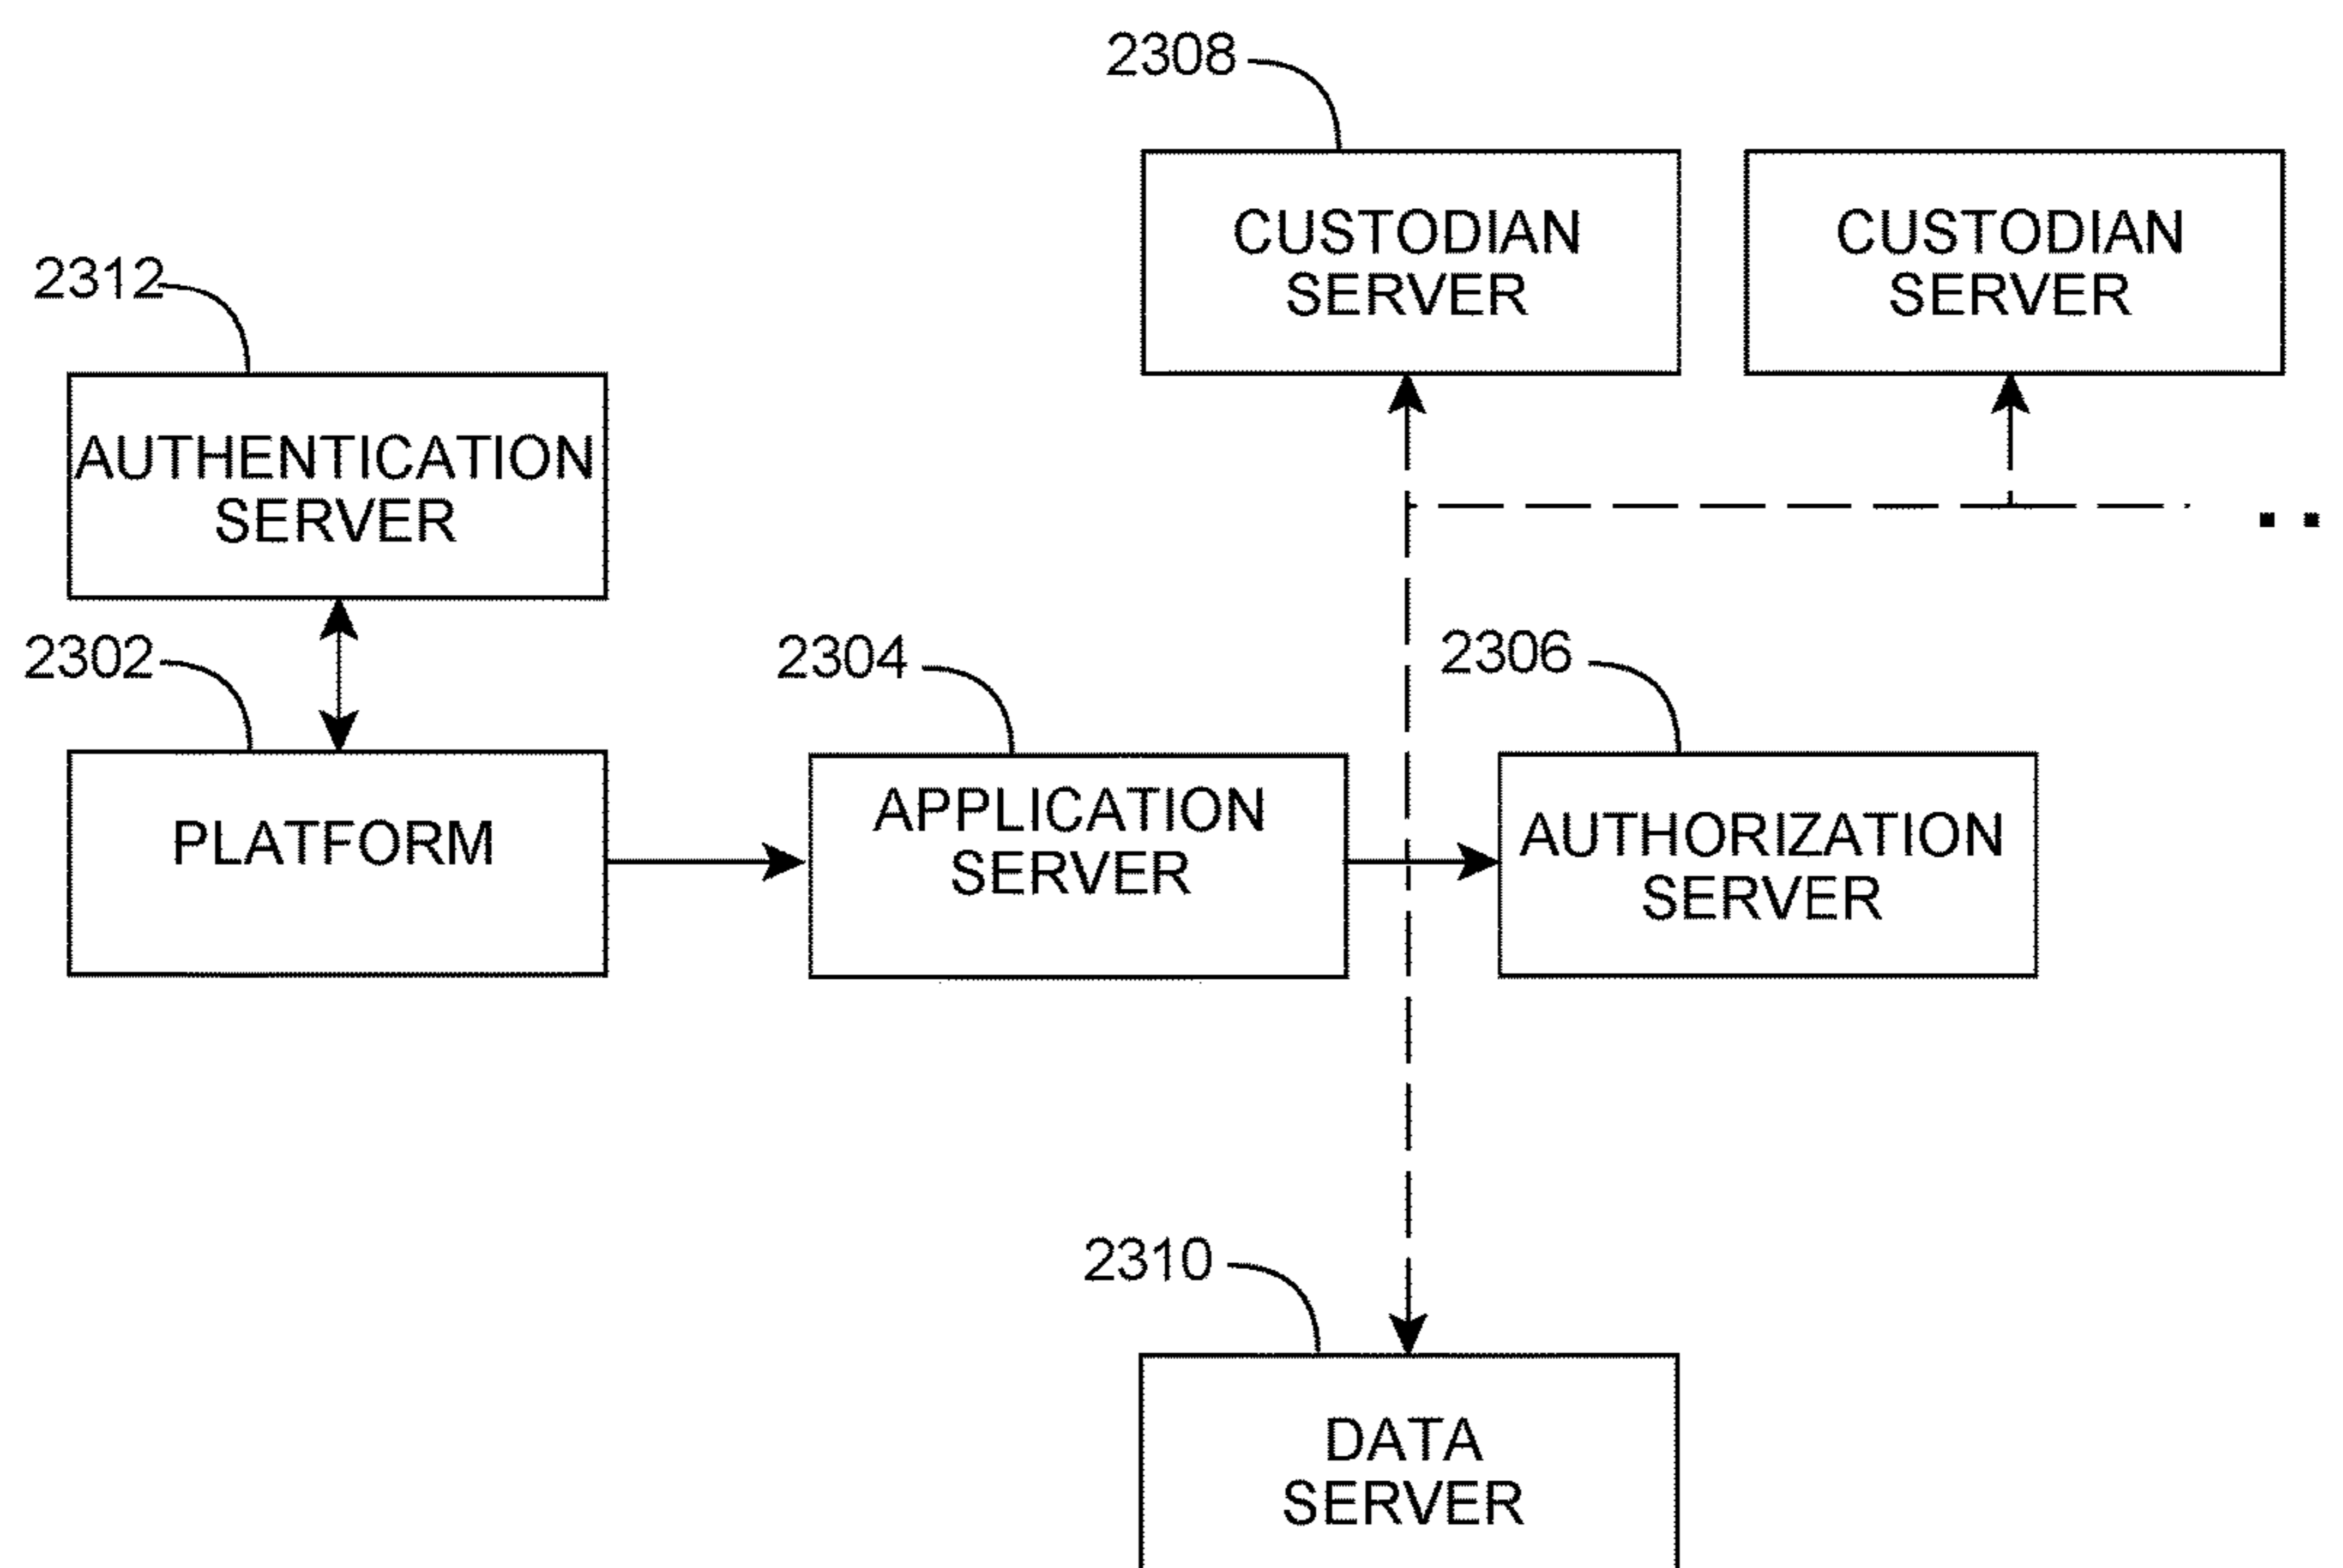 2308
CUSTODIAN
SERVER
CUSTODIAN
SERVER
2312
AUTHENTICATION
SERVER
2302
PLATFORM
2304
APPLICATION
SERVER
2306
AUTHORIZATION
SERVER
2310
DATA
SERVER